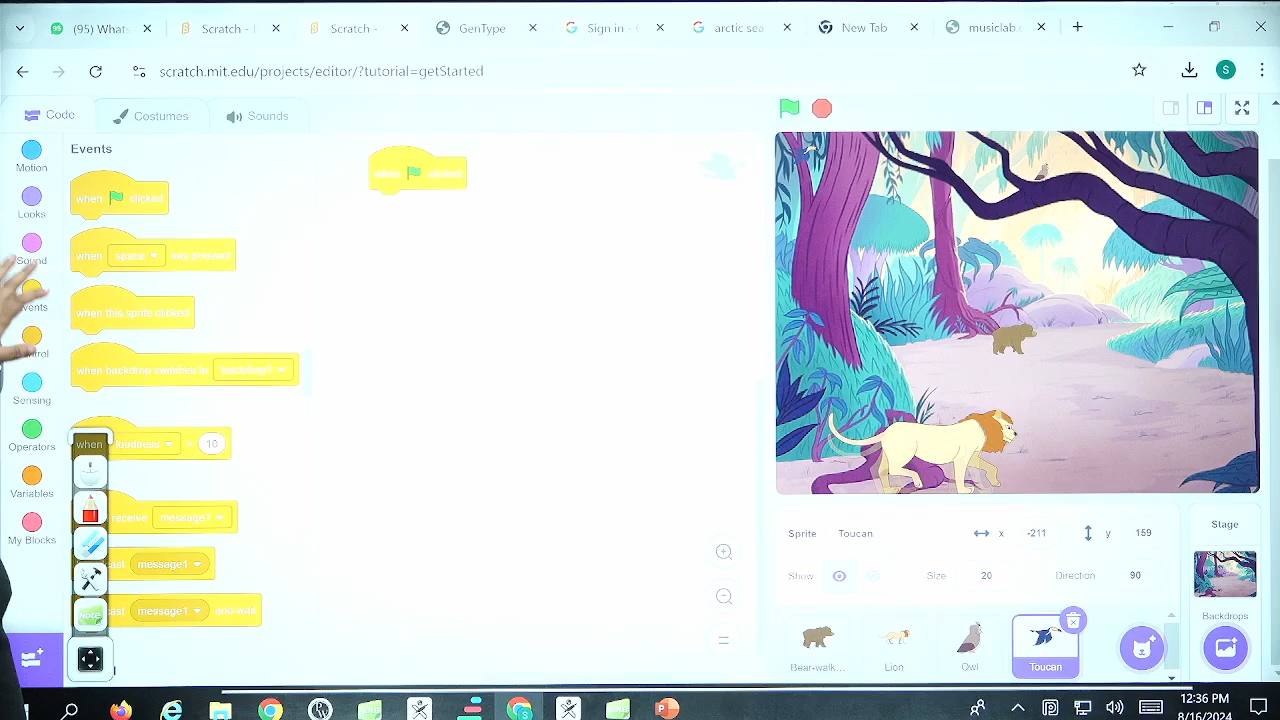 (95) What
Scratch -
Scratch -
GenType
Sign in -
arctic sea
New Tab
musiclab.c
scratch.mit.edu/projects/editor/?tutorial=getStarted
Code
Costumes
Sounds
Motion
Looks
Sound
vents
ntrol
Sensing
Operators
Variables
My Blocks
Events
when clicked
when space key pressed
when this sprite clicked
when backdrop switches to backdrop1
when loudness > 10
receive message1
cast message1
cast message1 and wait
when clicked
Sprite Toucan x -211 y 159
Show Size 20 Direction 90
Bear-walk... Lion Owl Toucan
Stage
Backdrops
12:36 PM
8/16/2024